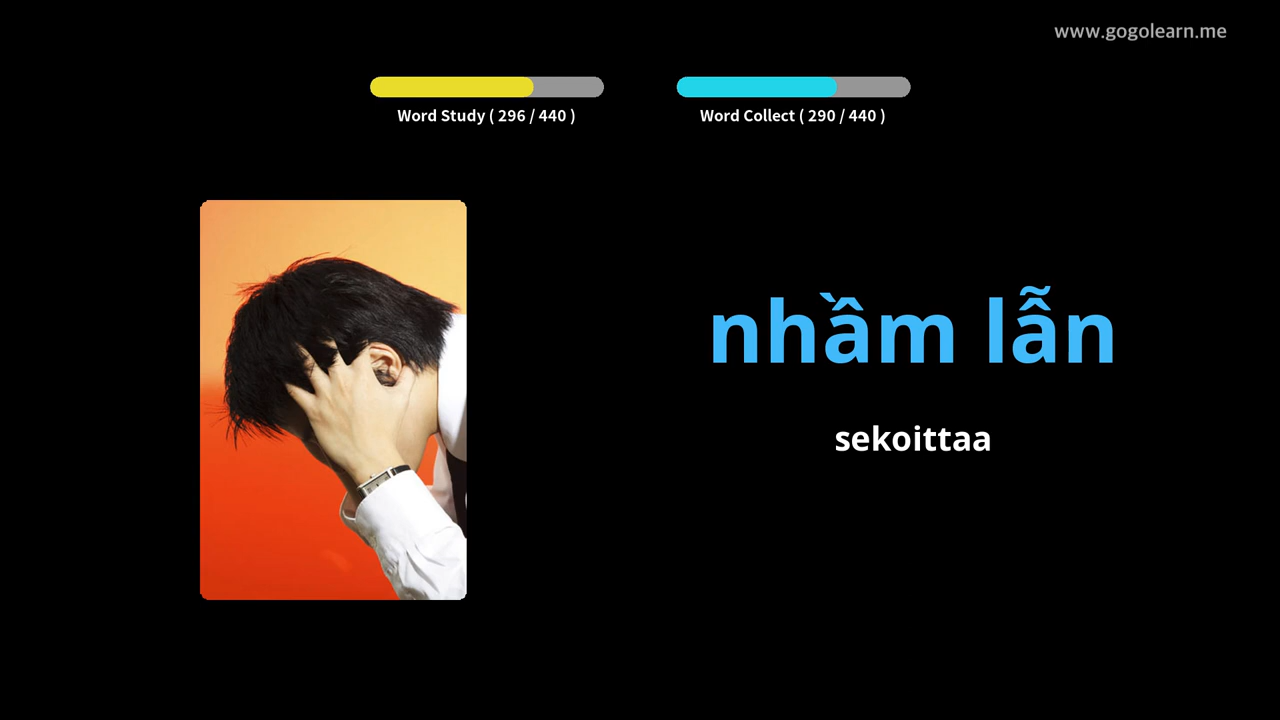 www.gogolearn.me
Word Study ( 296 / 440 )
Word Collect ( 290 / 440 )
nhầm lẫn
sekoittaa